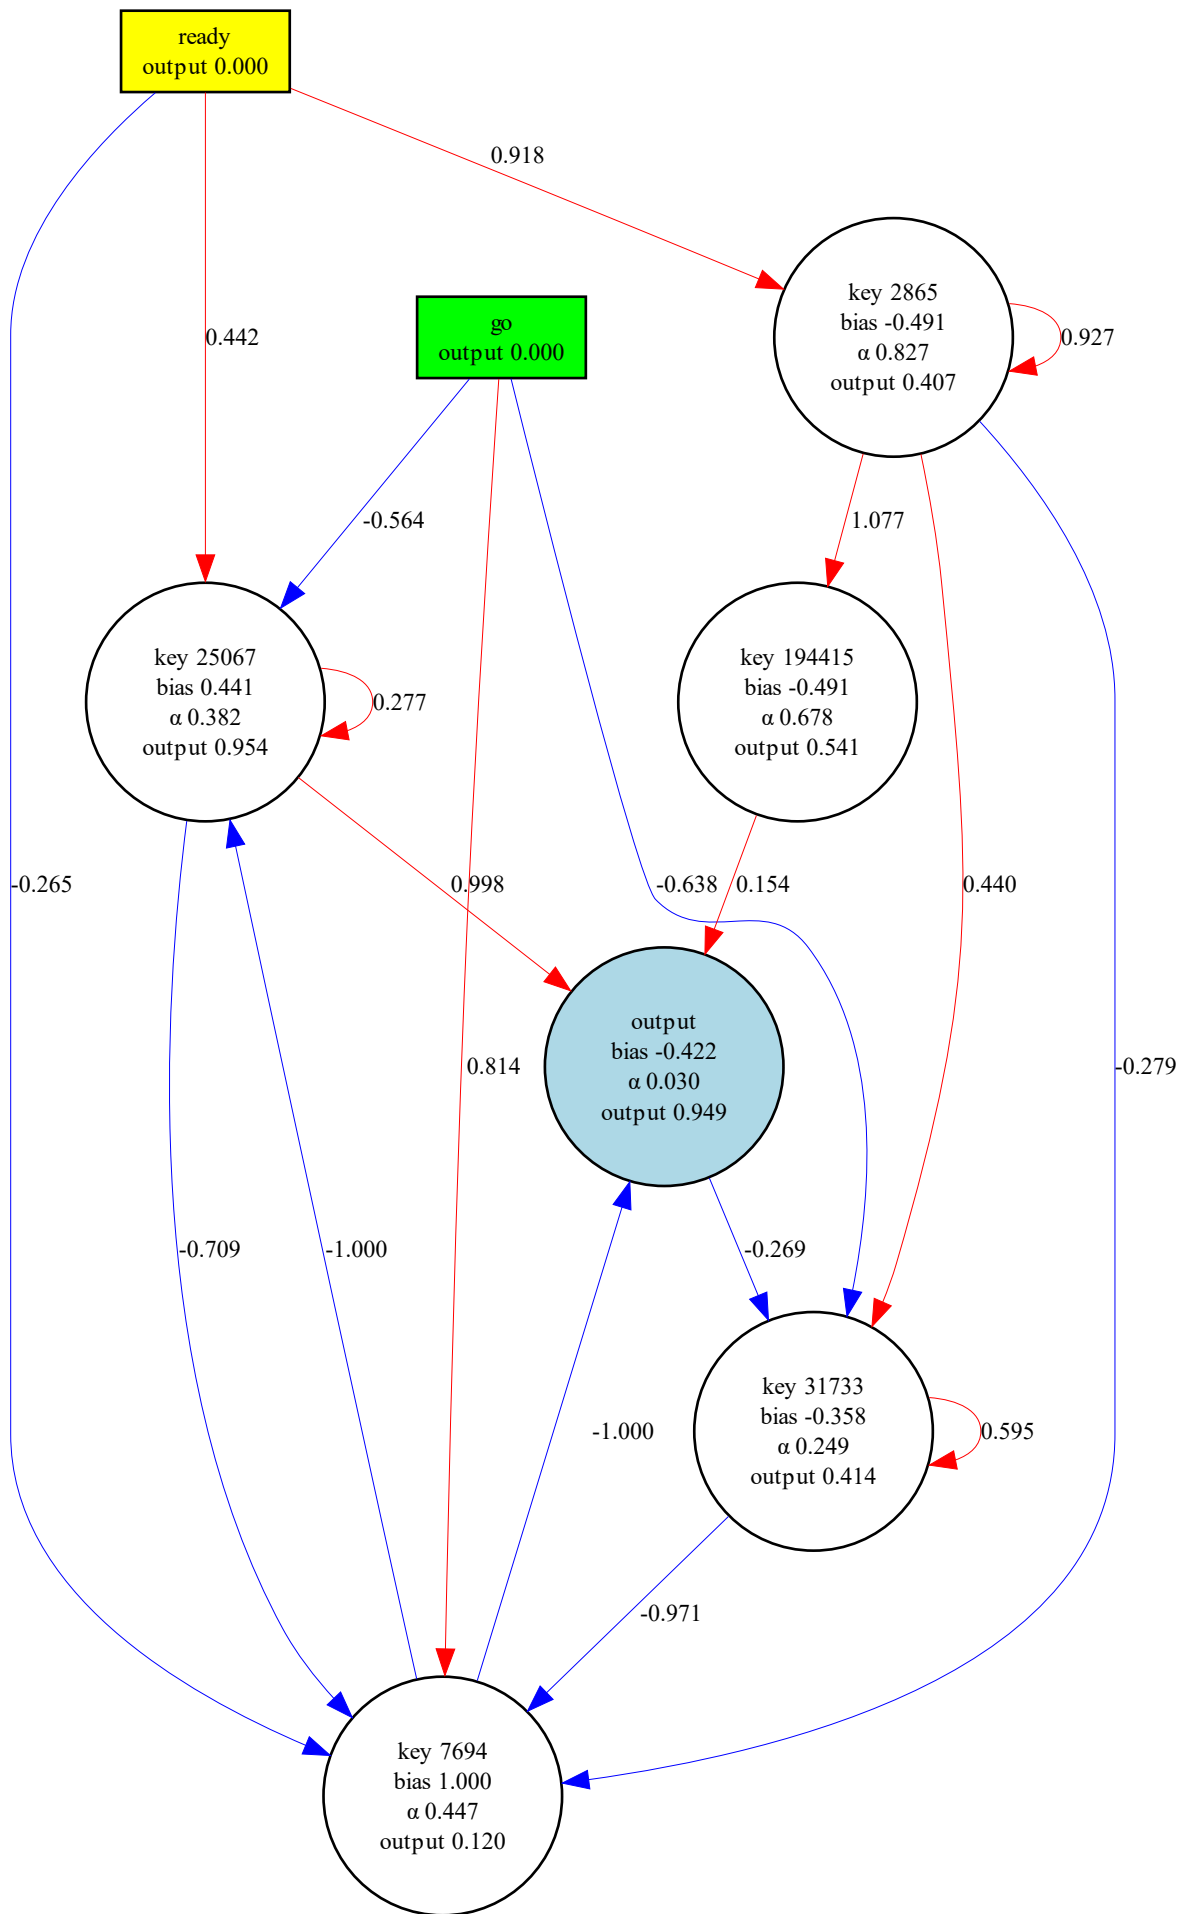 ready
output 0.000
0.918
key 2865
bias -0.491
α 0.827
output 0.407
0.927
0.442
go
output 0.000
-0.564
1.077
key 25067
bias 0.441
α 0.382
output 0.954
0.277
key 194415
bias -0.491
α 0.678
output 0.541
-0.265
0.998
-0.638
0.154
0.440
output
bias -0.422
α 0.030
output 0.949
0.814
-0.279
-0.709
-1.000
-0.269
key 31733
bias -0.358
α 0.249
output 0.414
0.595
-1.000
-0.971
key 7694
bias 1.000
α 0.447
output 0.120